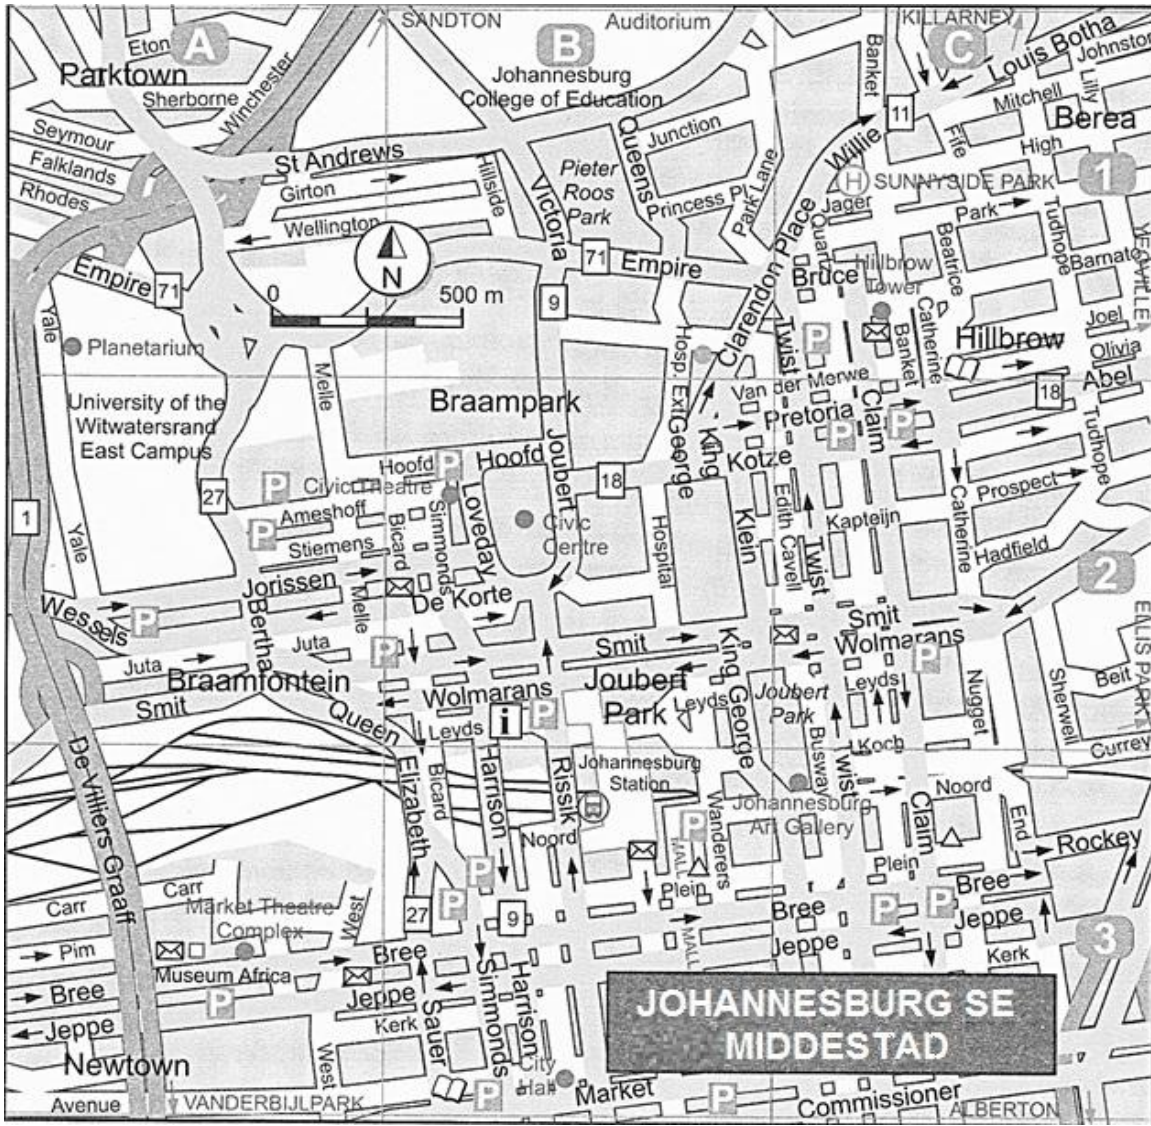 SANDTON
Auditorium
KILLARNEY
Eton
A
B
C
Louis Botha
Johnston
Parktown
Winchester
Johannesburg
College of Education
Banket
Sherborne
Mitchell
Lilly
Berea
Seymour
Junction
11
Fife
High
Falklands
St Andrews
Queens
Willie
Rhodes
Girton
Hillside
Pieter
Roos
Park
Park Lane
H
SUNNYSIDE PARK
1
Princess Pl
Jager
Wellington
Victoria
Park
Tudhope
Quartz
Beatrice
N
71
Empire
Clarendon Place
Bruce
Hillbrow
Tower
Barnato
YEOVILLE
Empire
71
0
500 m
9
Yale
Hosp. Ext
Twist
P
Banket
Catherine
Hillbrow
Joel
Planetarium
Olivia
Melle
Van der Merwe
Abel
18
University of the
Witwatersrand
East Campus
Braampark
Pretoria
Claim
P
P
King
George
Kotze
Tudhope
Hoofd
P
Hoofd
Joubert
18
Civic Theatre
27
P
Prospect
Ameshoff
P
Simmonds
Loveday
Civic
Centre
Hospital
Klein
Edith Cavell
Kapteijn
Catherine
1
Yale
Stiemens
Bicard
Twist
Hadfield
Jorissen
2
Wessels
P
Bertha
Melle
De Korte
Smit
Juta
Juta
P
Smit
King George
Wolmarans
P
ELLIS PARK
Braamfontein
Wolmarans
Joubert
Park
Leyds
Joubert
Park
Leyds
Nugget
Sherwell
Beit
Smit
Queen
Elizabeth
Leyds
i
P
Busway
Koch
Currey
De Villiers Graaff
Bicard
Harrison
Rissik
Johannesburg
Station
Twist
Claim
Noord
Wanderers
Johannesburg
Art Gallery
End
Noord
P
MALL
Rockey
Carr
P
Plein
Plein
Bree
Carr
Market Theatre
Complex
West
P
27
9
Bree
P
P
Jeppe
3
Pim
Bree
MALL
Jeppe
Kerk
Museum Africa
Bree
P
Jeppe
Simmonds
Harrison
JOHANNESBURG SE
MIDDESTAD
Jeppe
Kerk
Sauer
Newtown
West
City
Hall
Market
P
P
Commissioner
Avenue
VANDERBIJLPARK
ALBERTON